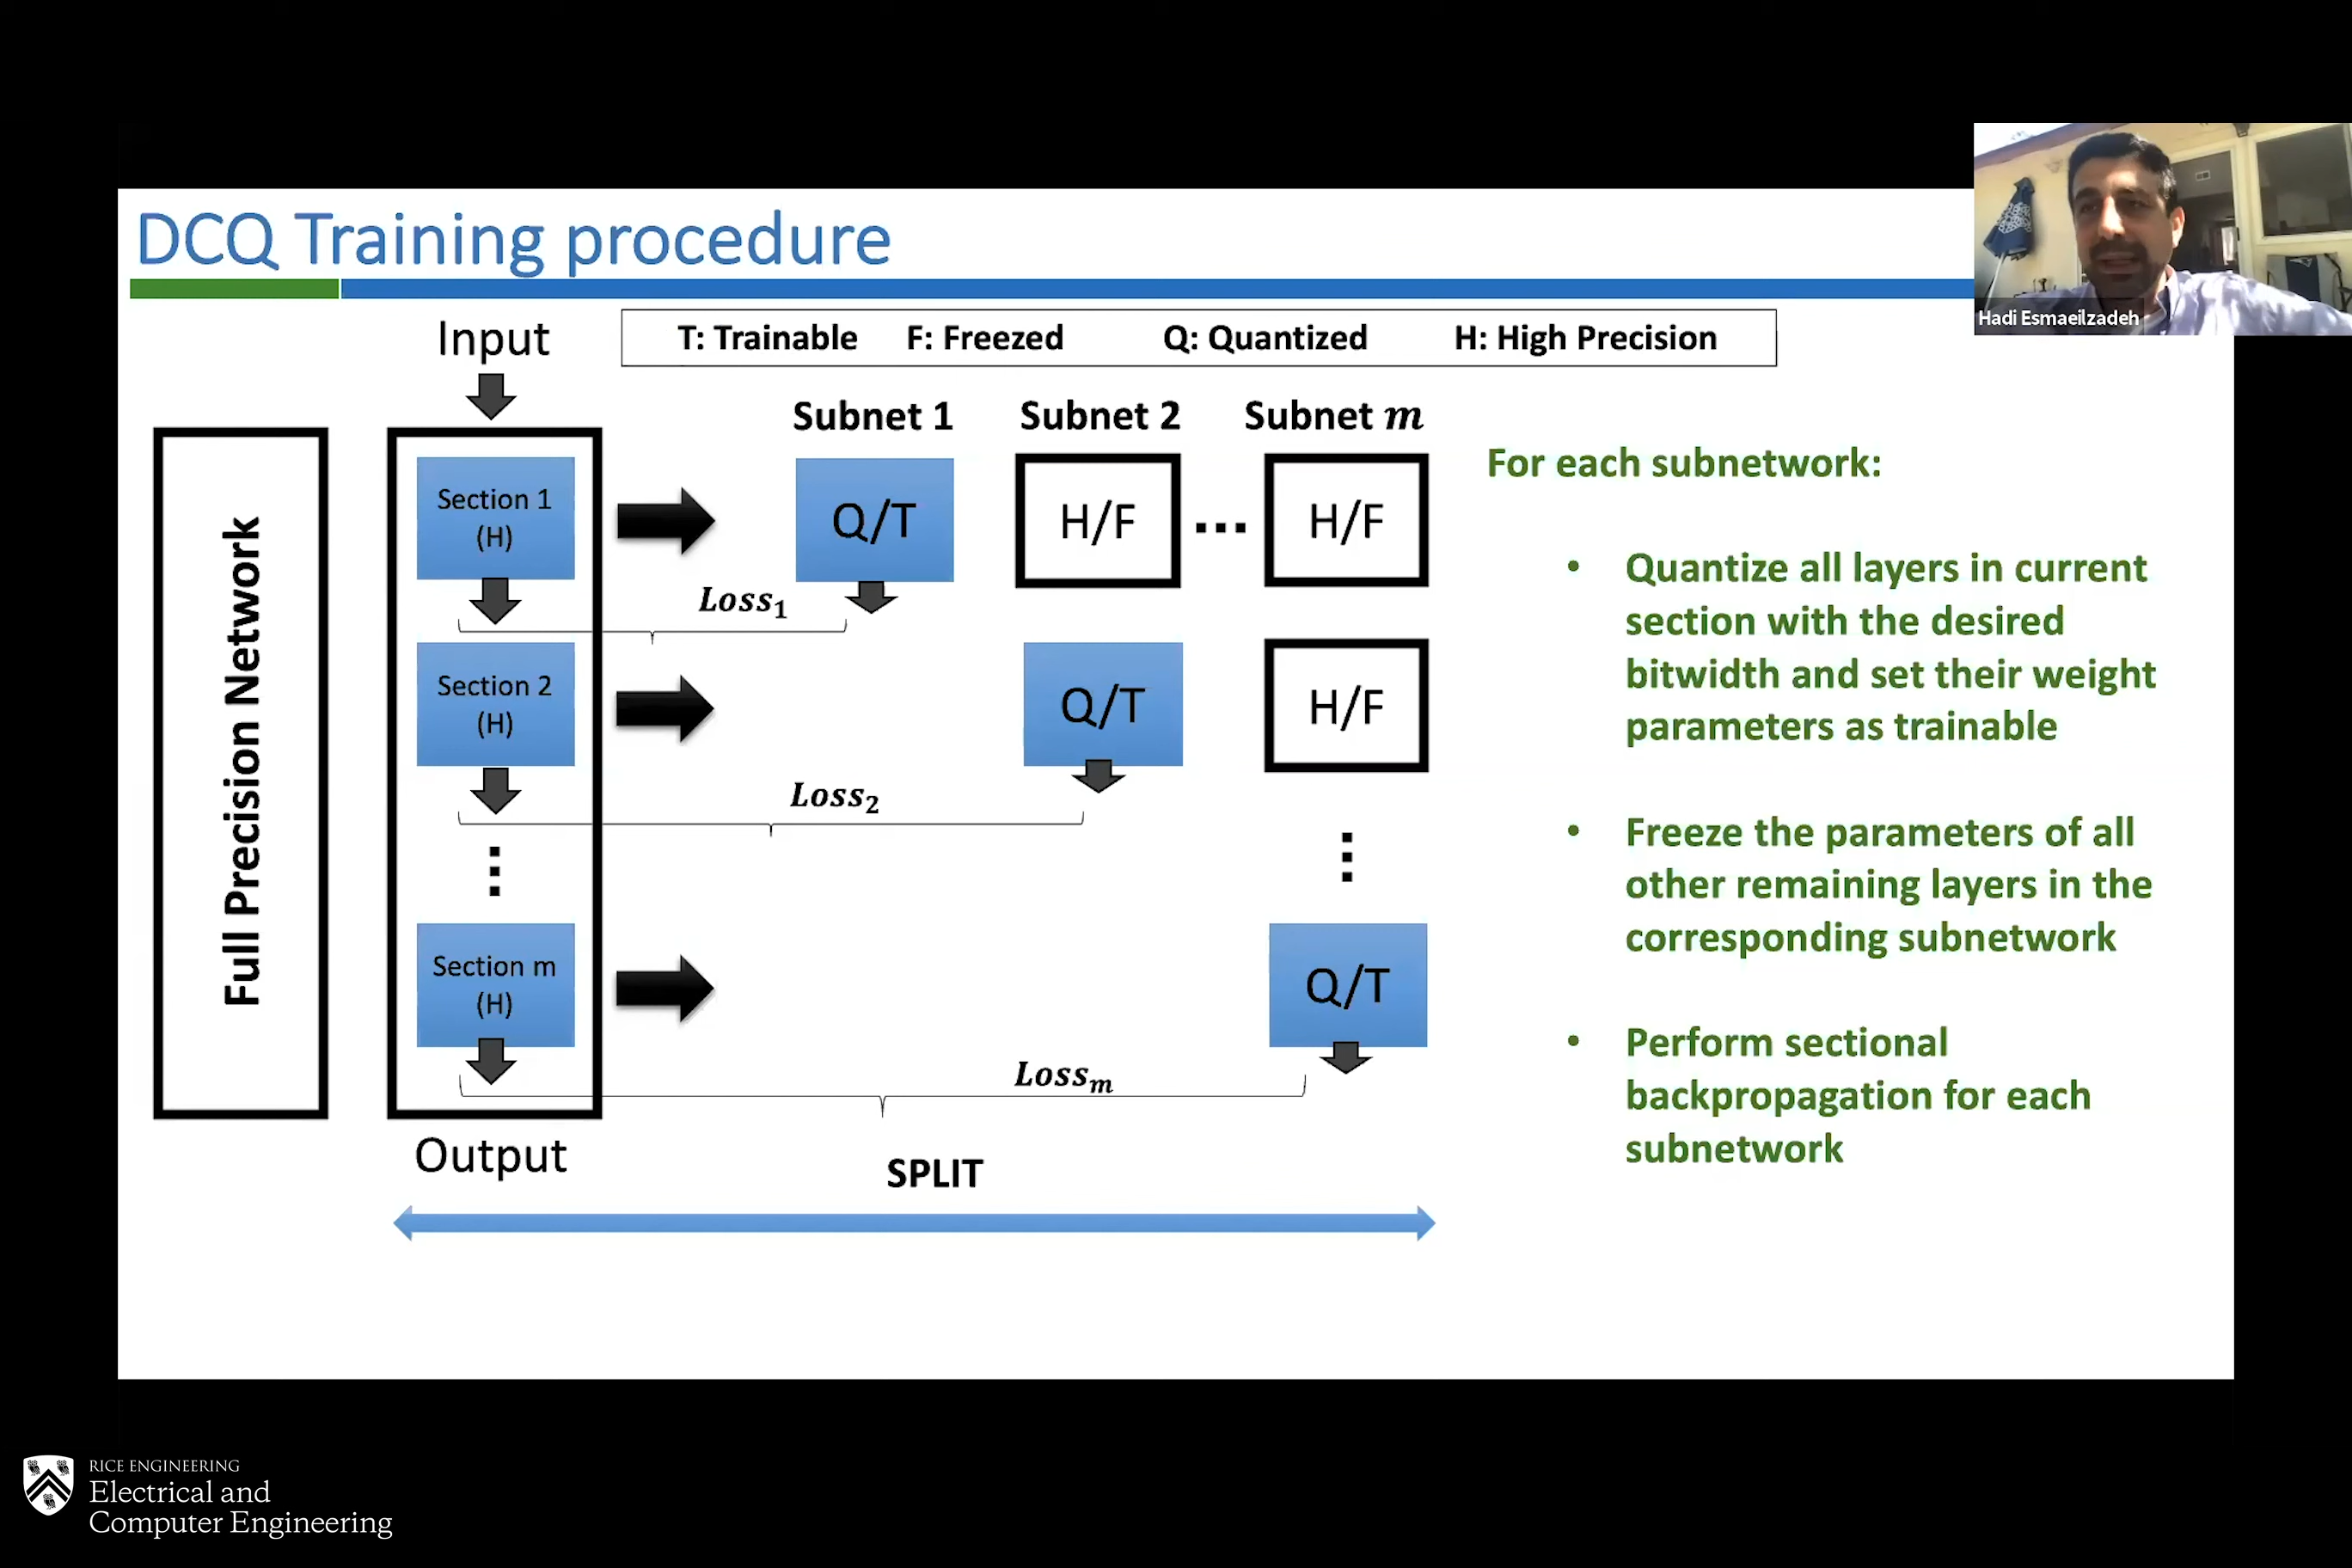 DCQ Training procedure
Hadi Esmaeilzadeh
Input
T: Trainable F: Freezed Q: Quantized H: High Precision
Subnet 1 Subnet 2 Subnet m
Full Precision Network
Section 1
(H)
Q/T H/F ... H/F
Loss1
Section 2
(H)
Q/T H/F
Loss2
Section m
(H)
Q/T
Lossm
Output
SPLIT
For each subnetwork:
• Quantize all layers in current
section with the desired
bitwidth and set their weight
parameters as trainable
• Freeze the parameters of all
other remaining layers in the
corresponding subnetwork
• Perform sectional
backpropagation for each
subnetwork
RICE ENGINEERING
Electrical and
Computer Engineering